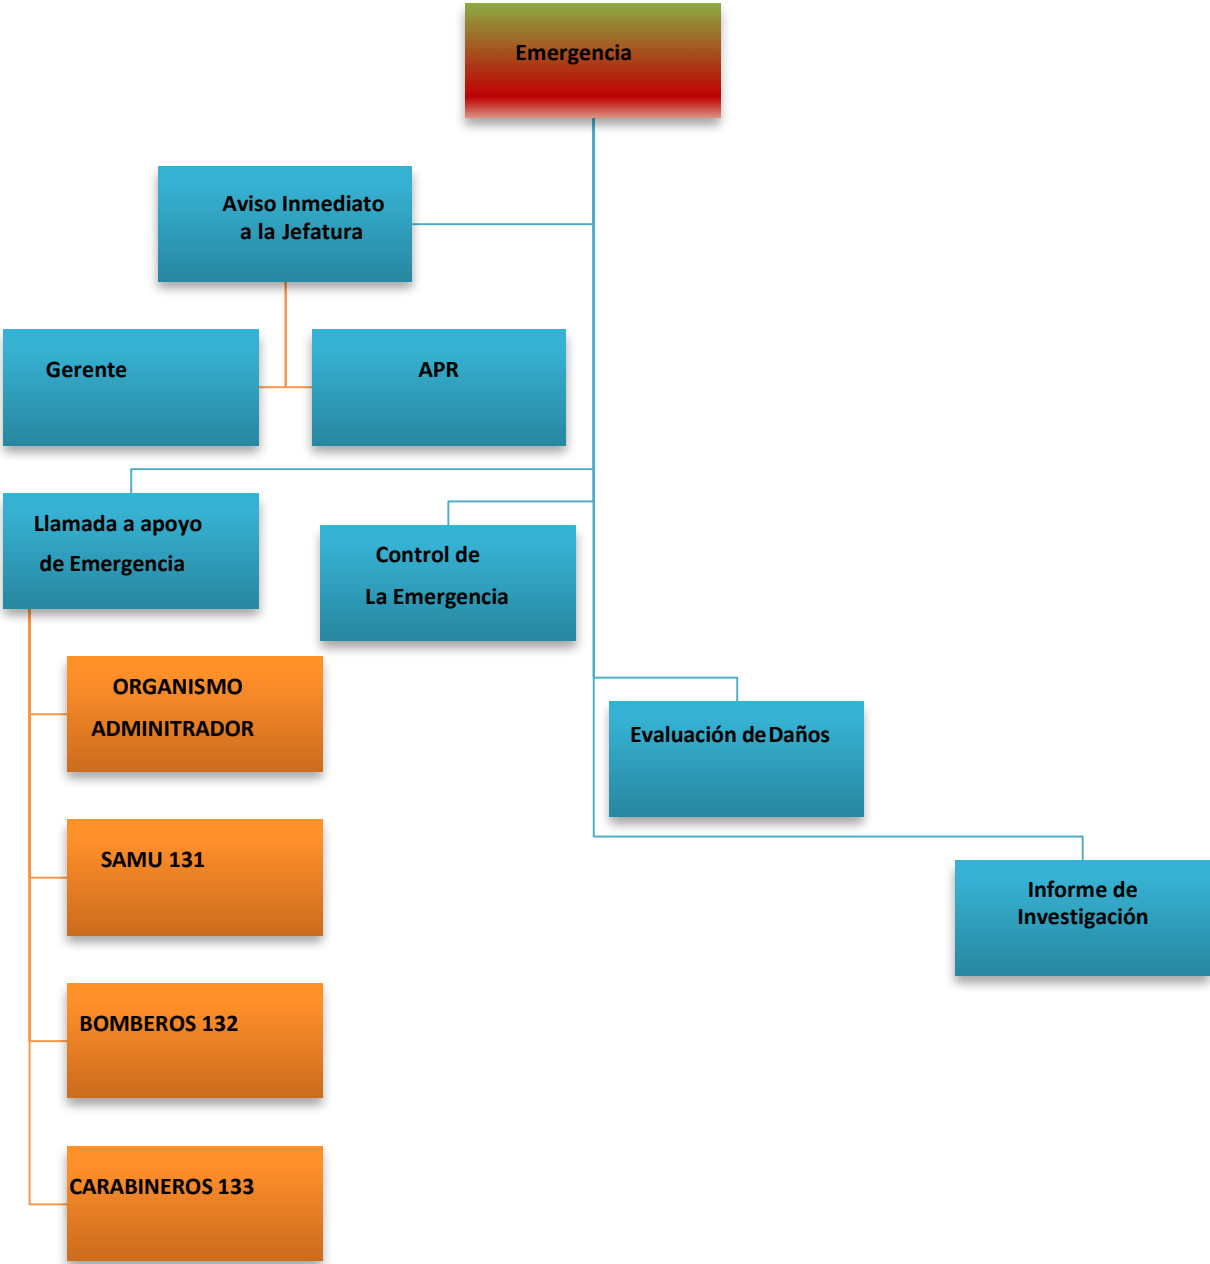 Emergencia
Aviso Inmediato
a la Jefatura
Gerente
APR
Llamada a apoyo
de Emergencia
Control de
La Emergencia
ORGANISMO
ADMINITRADOR
Evaluación de Daños
SAMU 131
Informe de
Investigación
BOMBEROS 132
CARABINEROS 133